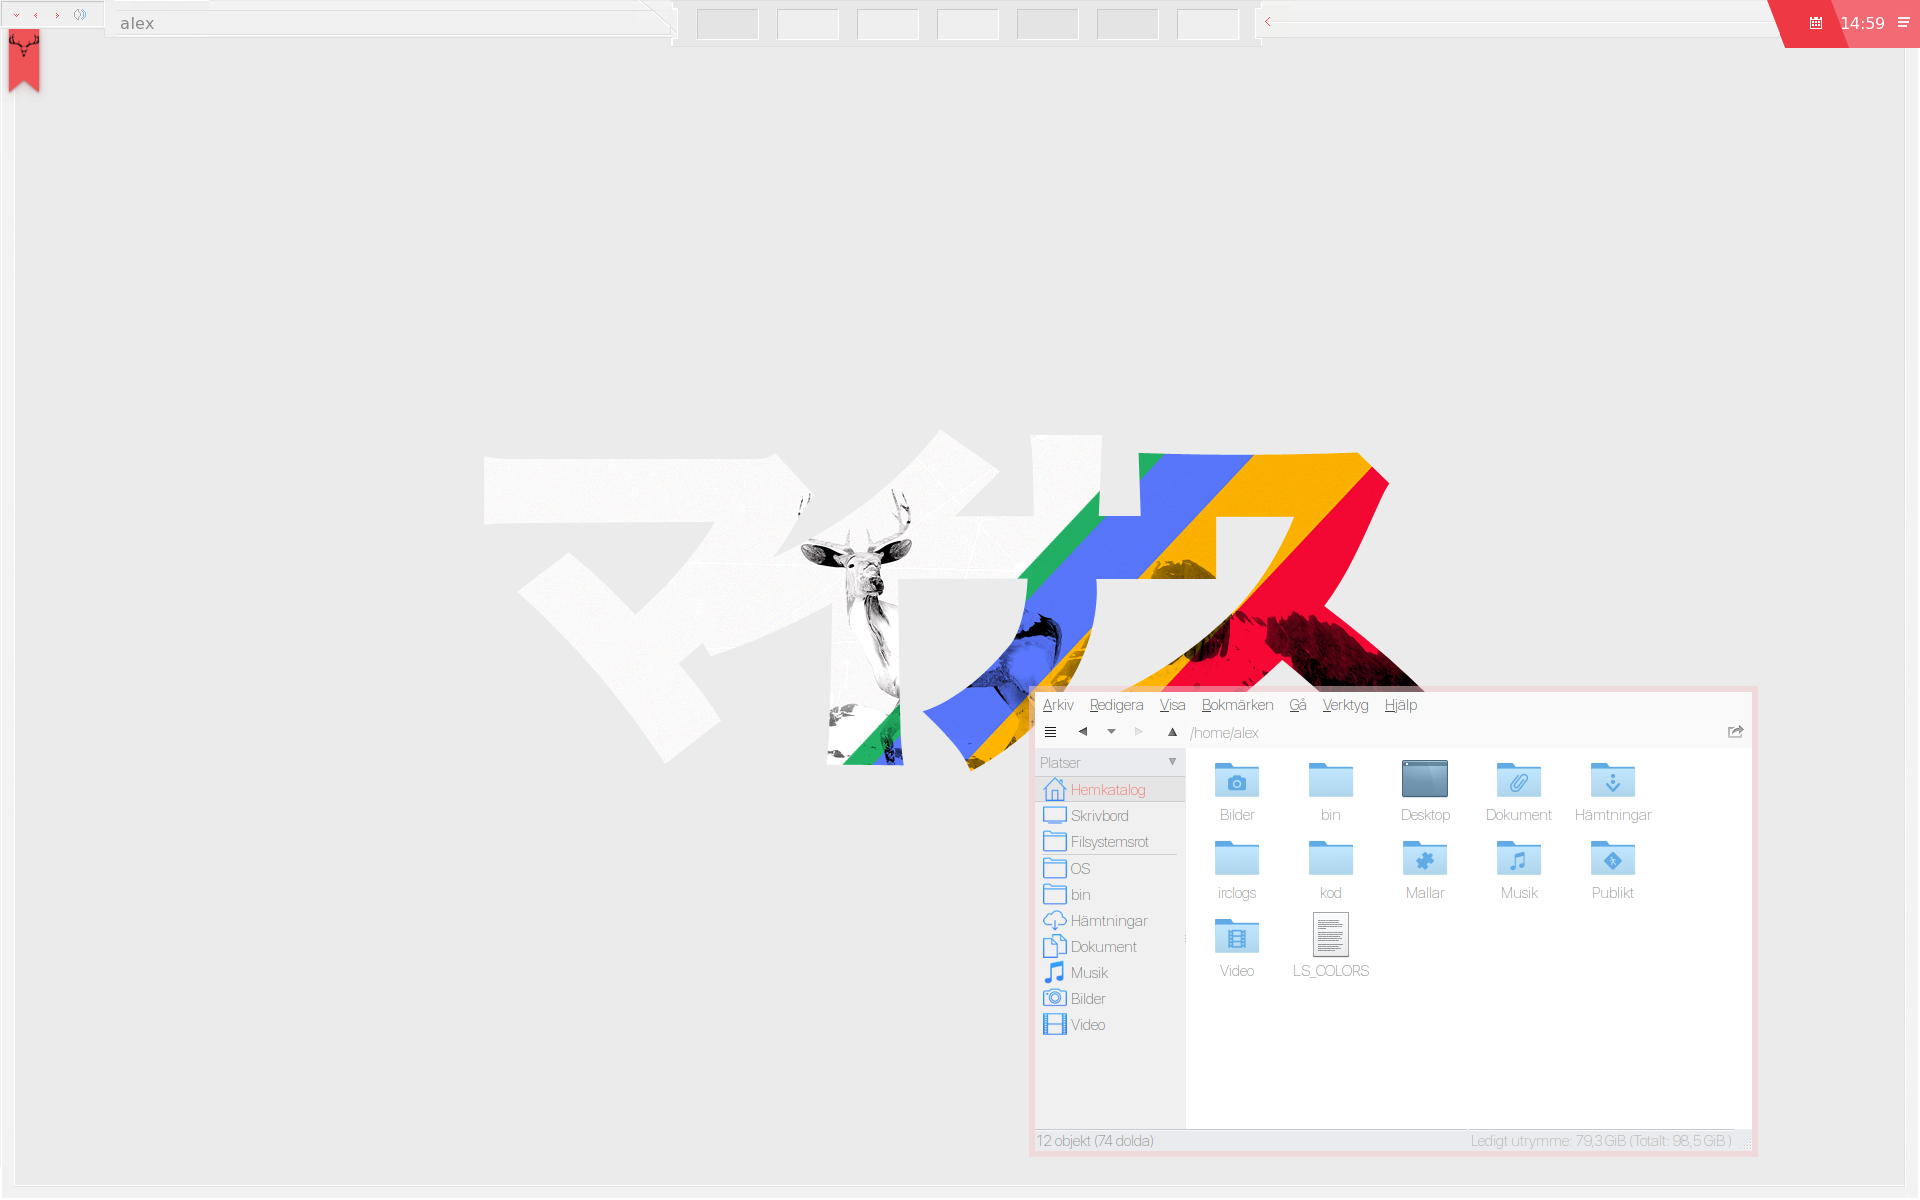 alex
14:59
マイザス
Arkiv Redigera Visa Bokmärken Gå Verktyg Hjälp
/home/alex
Platser
Hemkatalog
Skrivbord
Filsystemsrot
OS
bin
Hämtningar
Dokument
Musik
Bilder
Video
Bilder bin Desktop Dokument Hämtningar
irclogs kod Mallar Musik Publikt
Video LS_COLORS
12 objekt (74 dolda) Ledigt utrymme: 79,3 GiB (Totalt: 98,5 GiB )